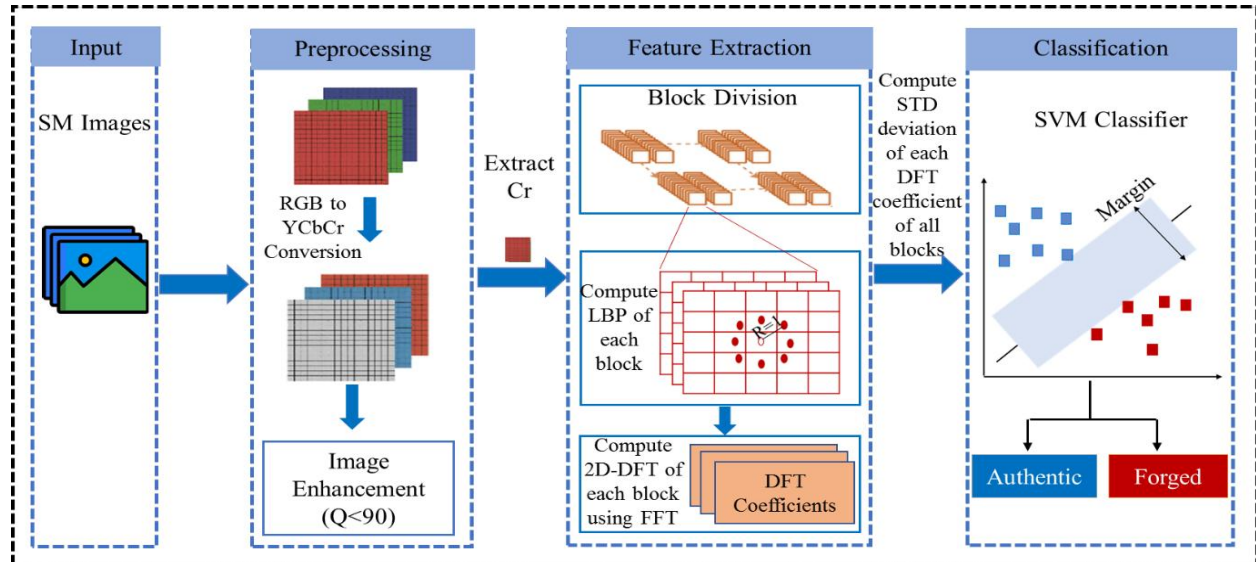 Input
SM Images
Preprocessing
RGB to
YCbCr
Conversion
Image
Enhancement
(Q<90)
Extract
Cr
Feature Extraction
Block Division
Compute
LBP of
each
block
R=1
Compute
2D-DFT of
each block
using FFT
DFT
Coefficients
Compute
STD
deviation
of each
DFT
coefficient
of all
blocks
Classification
SVM Classifier
Margin
Authentic
Forged